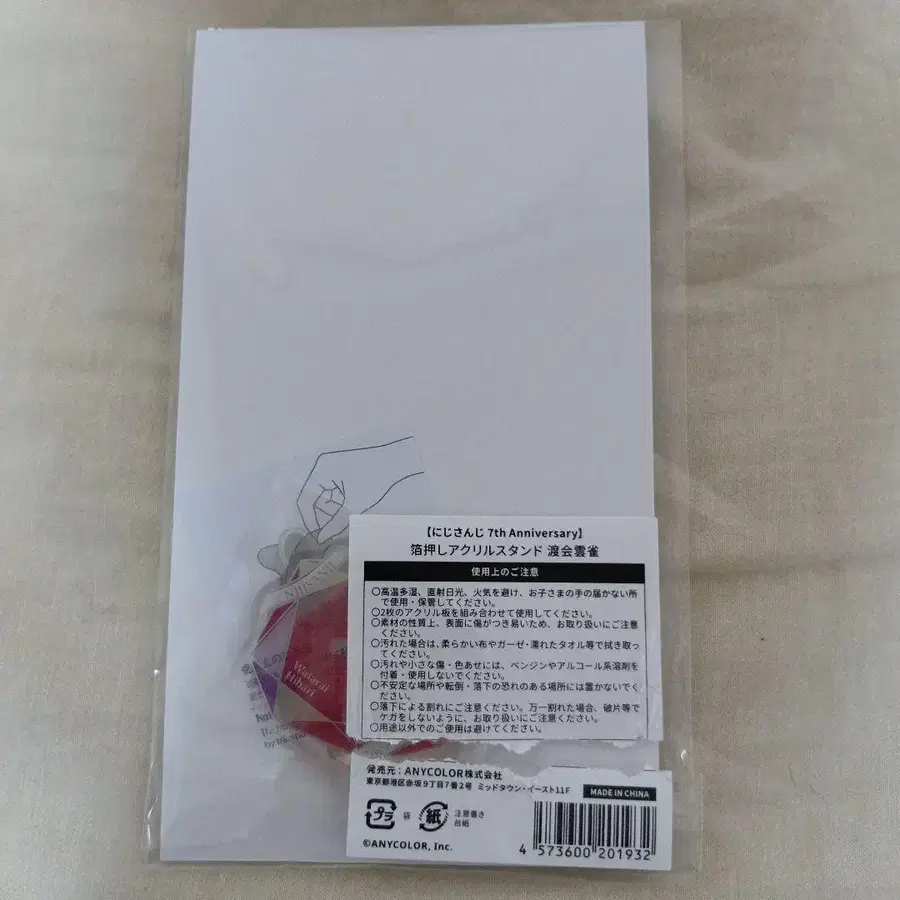 【にじさんじ 7th Anniversary】
箔押しアクリルスタンド 渡会雲雀
使用上のご注意
○高温多湿、直射日光、火気を避け、お子さまの手の届かない所
で使用・保管してください。
○2枚のアクリル板を組み合わせて使用してください。
○素材の性質上、表面に傷がつき易いため、お取り扱いにご注意
ください。
○汚れた場合は、柔らかい布やガーゼ・濡れたタオル等で拭き取っ
てください。
○汚れや小さな傷・色あせには、ベンジンやアルコール系溶剤を
付着・使用しないでください。
○不安定な場所や転倒・落下の恐れのある場所には置かないでく
ださい。
○落下による割れにご注意ください。万一割れた場合、破片等で
ケガをしないように、お取り扱いにご注意ください。
○用途以外でのご使用は避けてください。
発売元：ANYCOLOR株式会社
東京都港区赤坂9丁目7番2号 ミッドタウン・イースト11F
MADE IN CHINA
プラ 袋 紙 注意書き
台紙
©ANYCOLOR, Inc.
4 573600 201932
NIJISANJI
Watarai
Hibari